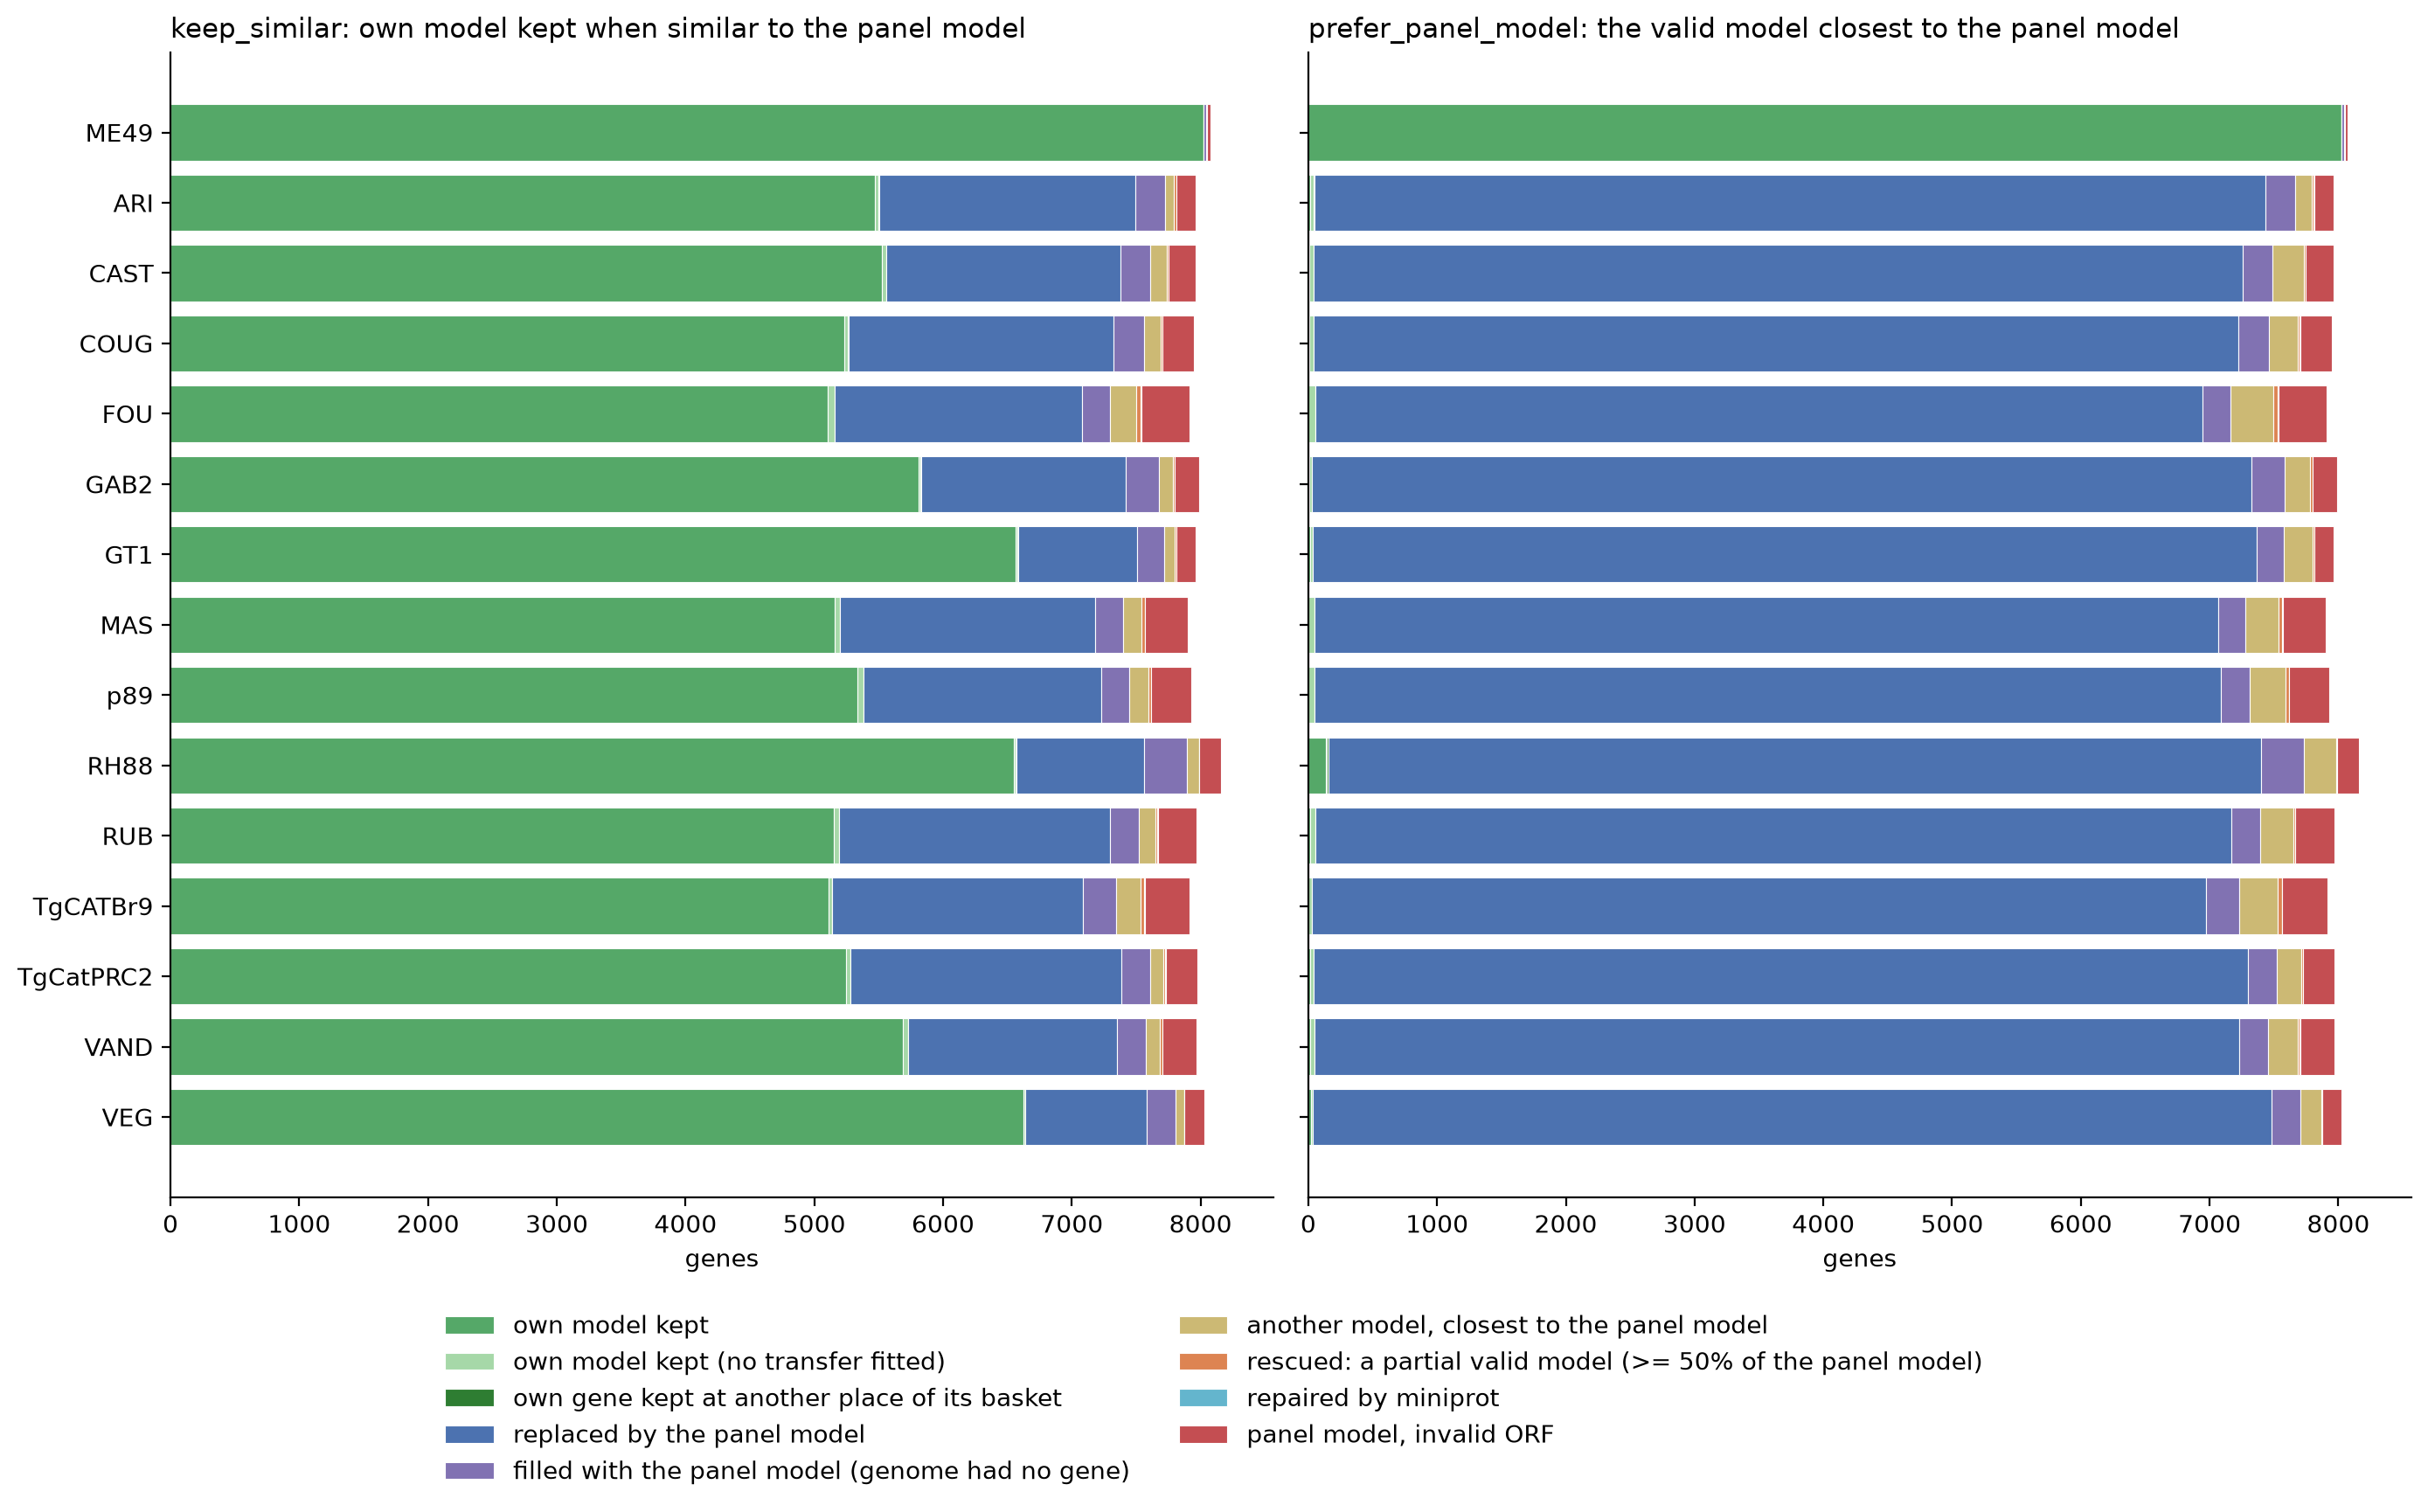 keep_similar: own model kept when similar to the panel model
prefer_panel_model: the valid model closest to the panel model
ME49
ARI
CAST
COUG
FOU
GAB2
GT1
MAS
p89
RH88
RUB
TgCATBr9
TgCatPRC2
VAND
VEG
0 1000 2000 3000 4000 5000 6000 7000 8000
genes
0 1000 2000 3000 4000 5000 6000 7000 8000
genes
own model kept
own model kept (no transfer fitted)
own gene kept at another place of its basket
replaced by the panel model
filled with the panel model (genome had no gene)
another model, closest to the panel model
rescued: a partial valid model (>= 50% of the panel model)
repaired by miniprot
panel model, invalid ORF